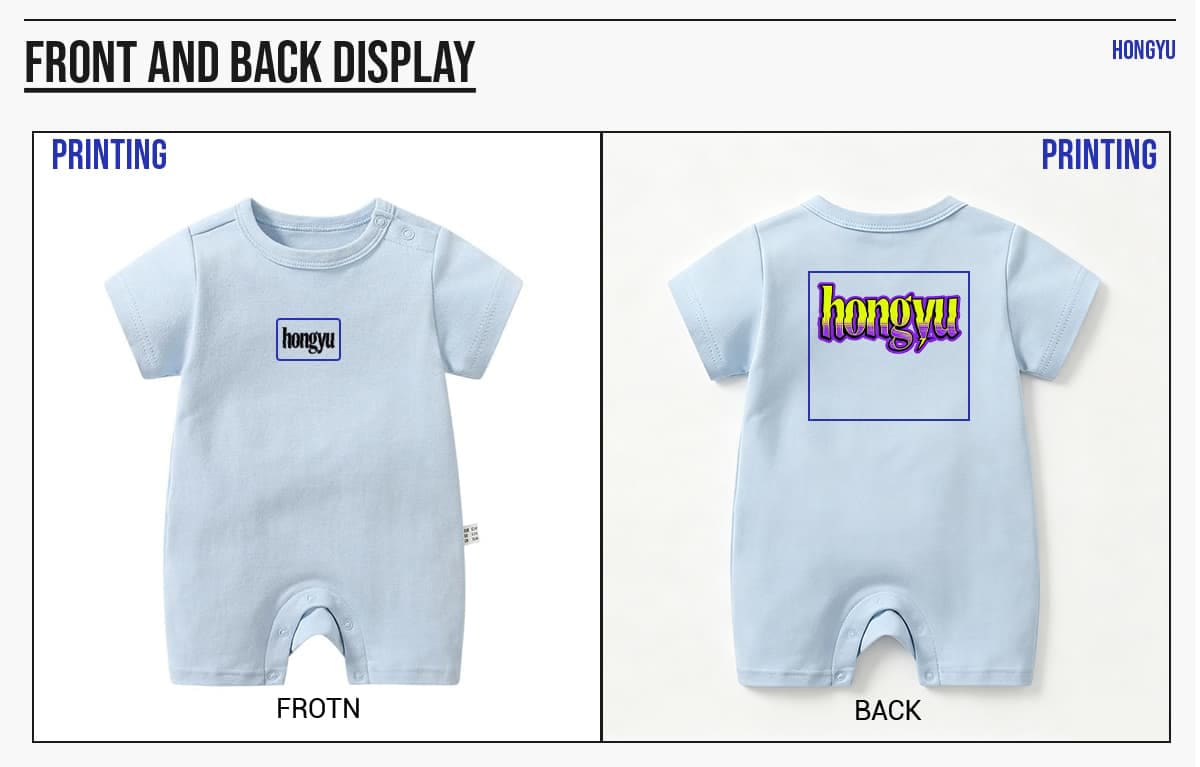 FRONT AND BACK DISPLAY
HONGYU
PRINTING
PRINTING
hongyu
hongyu
FROTN
BACK